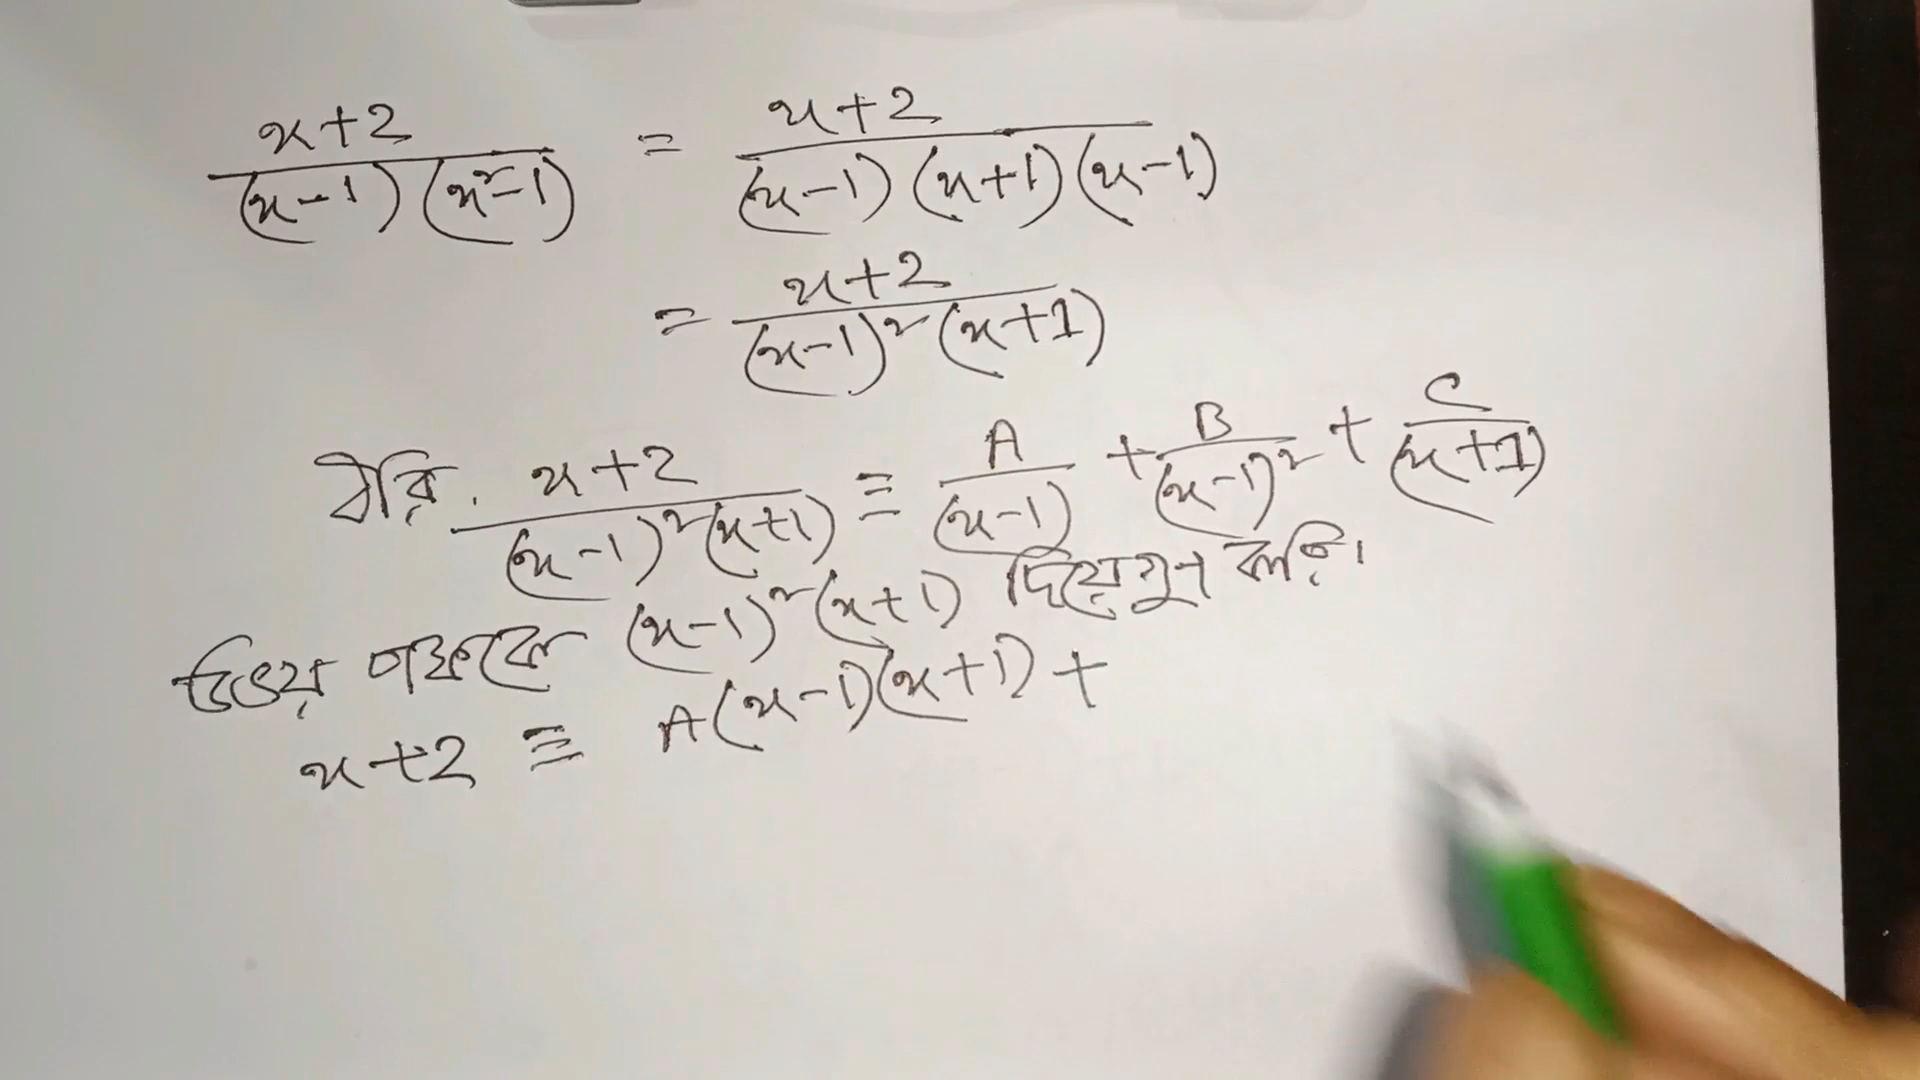 x+2 / (x-1)(x²-1) = x+2 / (x-1)(x+1)(x-1)
= x+2 / (x-1)²(x+1)
ধরি, x+2 / (x-1)²(x+1) ≡ A / (x-1) + B / (x-1)² + C / (x+1)
উভয় পক্ষকে (x-1)²(x+1) দিয়ে গুণ করি।
x+2 ≡ A(x-1)(x+1) +